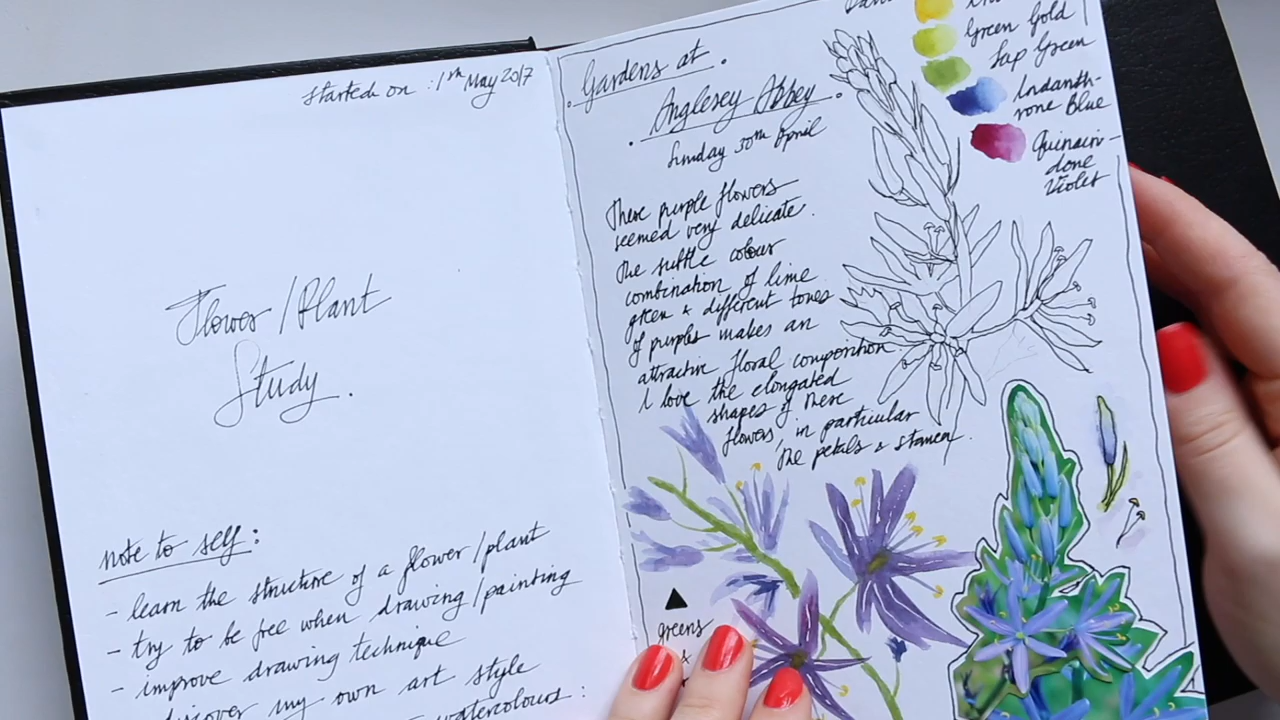 started on : 1st May 2017
Flower/Plant
Study.
note to self:
- learn the structure of a flower/plant
- try to be free when drawing/painting
- improve drawing technique
discover my own art style
watercolours :
Gardens at
Anglesey Abbey
Sunday 30th April
These purple flowers
seemed very delicate.
The subtle colour
combination of lime
green & different tones
of purples makes an
attractive floral composition
I love the elongated
shapes of these
flowers, in particular
the petals & stamen.
Green Gold
Sap Green
Indanth-
rone Blue
Quinacri-
done
Violet
greens
&